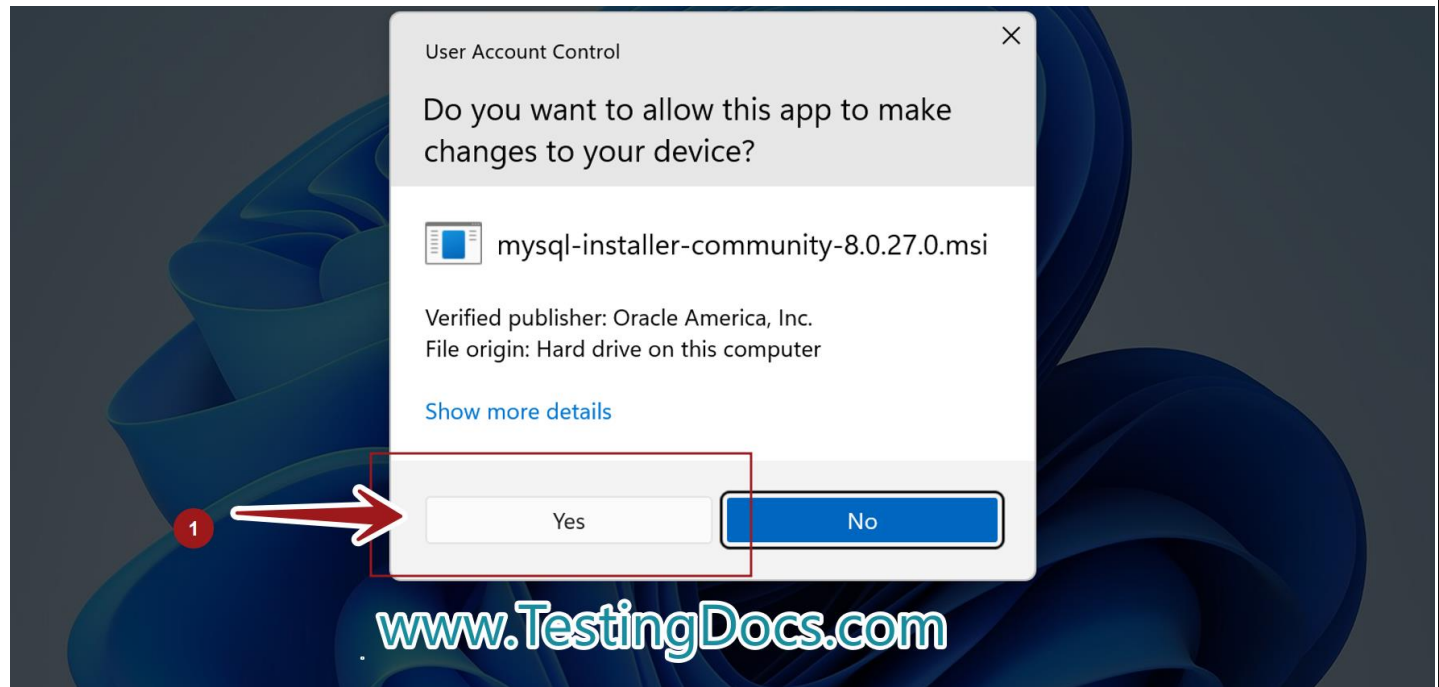 User Account Control
Do you want to allow this app to make
changes to your device?
mysql-installer-community-8.0.27.0.msi
Verified publisher: Oracle America, Inc.
File origin: Hard drive on this computer
Show more details
1
Yes No
www.TestingDocs.com